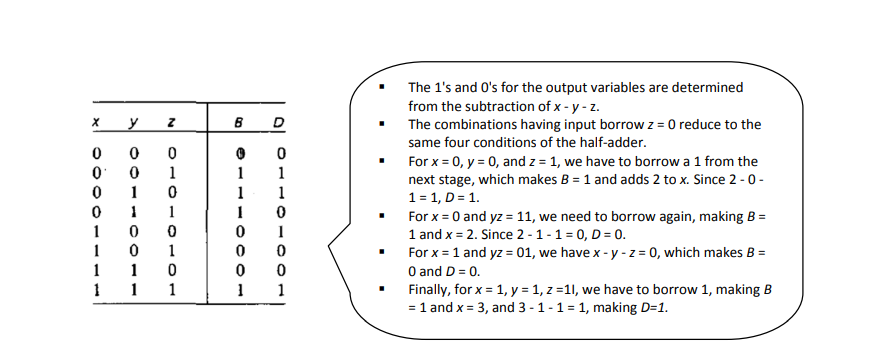 x y z B D
0 0 0 0 0
0 0 1 1 1
0 1 0 1 1
0 1 1 1 0
1 0 0 0 1
1 0 1 0 0
1 1 0 0 0
1 1 1 1 1
▪ The 1's and 0's for the output variables are determined
from the subtraction of x - y - z.
▪ The combinations having input borrow z = 0 reduce to the
same four conditions of the half-adder.
▪ For x = 0, y = 0, and z = 1, we have to borrow a 1 from the
next stage, which makes B = 1 and adds 2 to x. Since 2 - 0 -
1 = 1, D = 1.
▪ For x = 0 and yz = 11, we need to borrow again, making B =
1 and x = 2. Since 2 - 1 - 1 = 0, D = 0.
▪ For x = 1 and yz = 01, we have x - y - z = 0, which makes B =
0 and D = 0.
▪ Finally, for x = 1, y = 1, z =1l, we have to borrow 1, making B
= 1 and x = 3, and 3 - 1 - 1 = 1, making D=1.